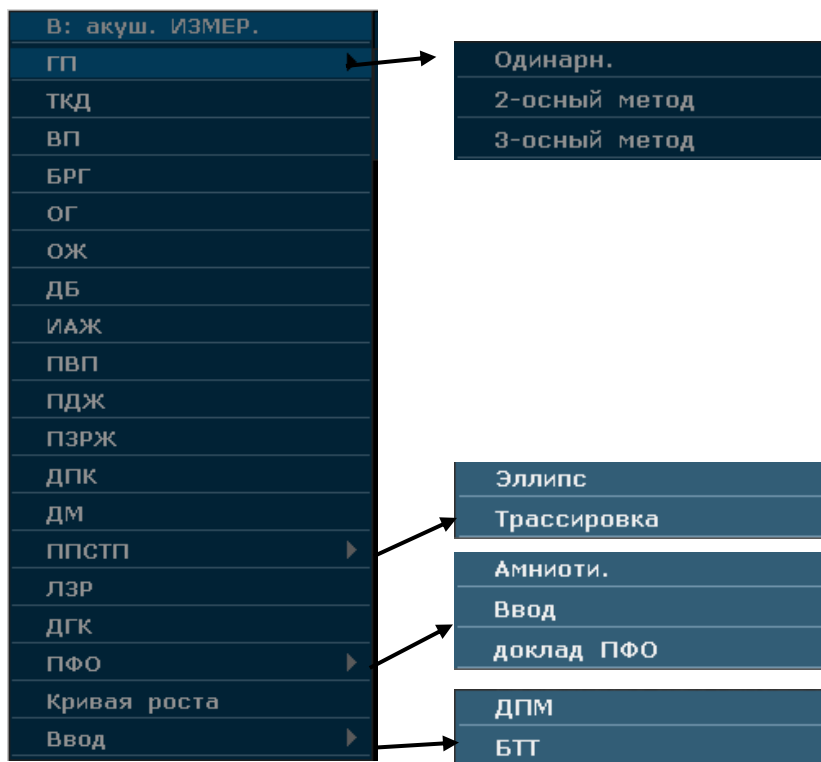 В: акуш. ИЗМЕР.
ГП
ТКД
ВП
БРГ
ОГ
ОЖ
ДБ
ИАЖ
ПВП
ПДЖ
ПЗРЖ
ДПК
ДМ
ППСТП
ЛЗР
ДГК
ПФО
Кривая роста
Ввод
Одинарн.
2-осный метод
3-осный метод
Эллипс
Трассировка
Амниоти.
Ввод
доклад ПФО
ДПМ
БТТ